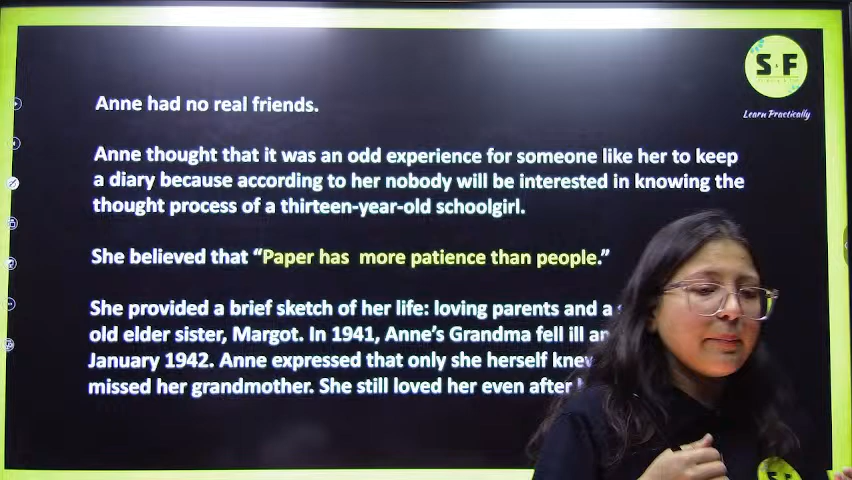 S F
Learn Practically
Anne had no real friends.
Anne thought that it was an odd experience for someone like her to keep
a diary because according to her nobody will be interested in knowing the
thought process of a thirteen-year-old schoolgirl.
She believed that “Paper has more patience than people.”
She provided a brief sketch of her life: loving parents and a
old elder sister, Margot. In 1941, Anne’s Grandma fell ill
January 1942. Anne expressed that only she herself knew
missed her grandmother. She still loved her even after
S F